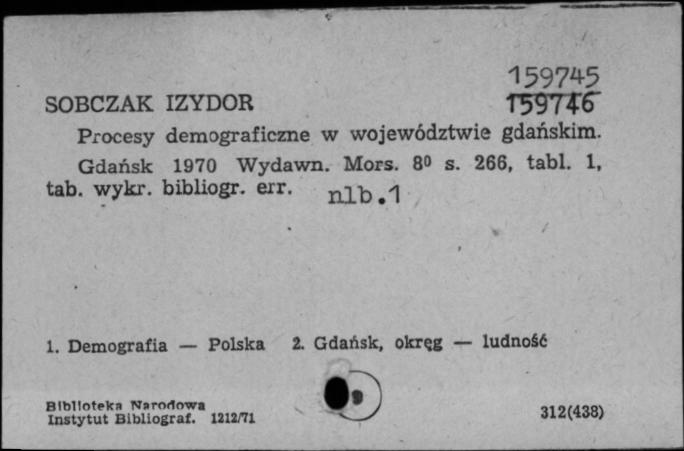 159745
159746
SOBCZAK IZYDOR
Procesy demograficzne w województwie gdańskim.
Gdańsk 1970 Wydawn. Mors. 8⁰ s. 266, tabl. 1,
tab. wykr. bibliogr. err. nlb.1
1. Demografia — Polska 2. Gdańsk, okręg — ludność
Biblioteka Narodowa
Instytut Bibliograf. 1212/71
312(438)